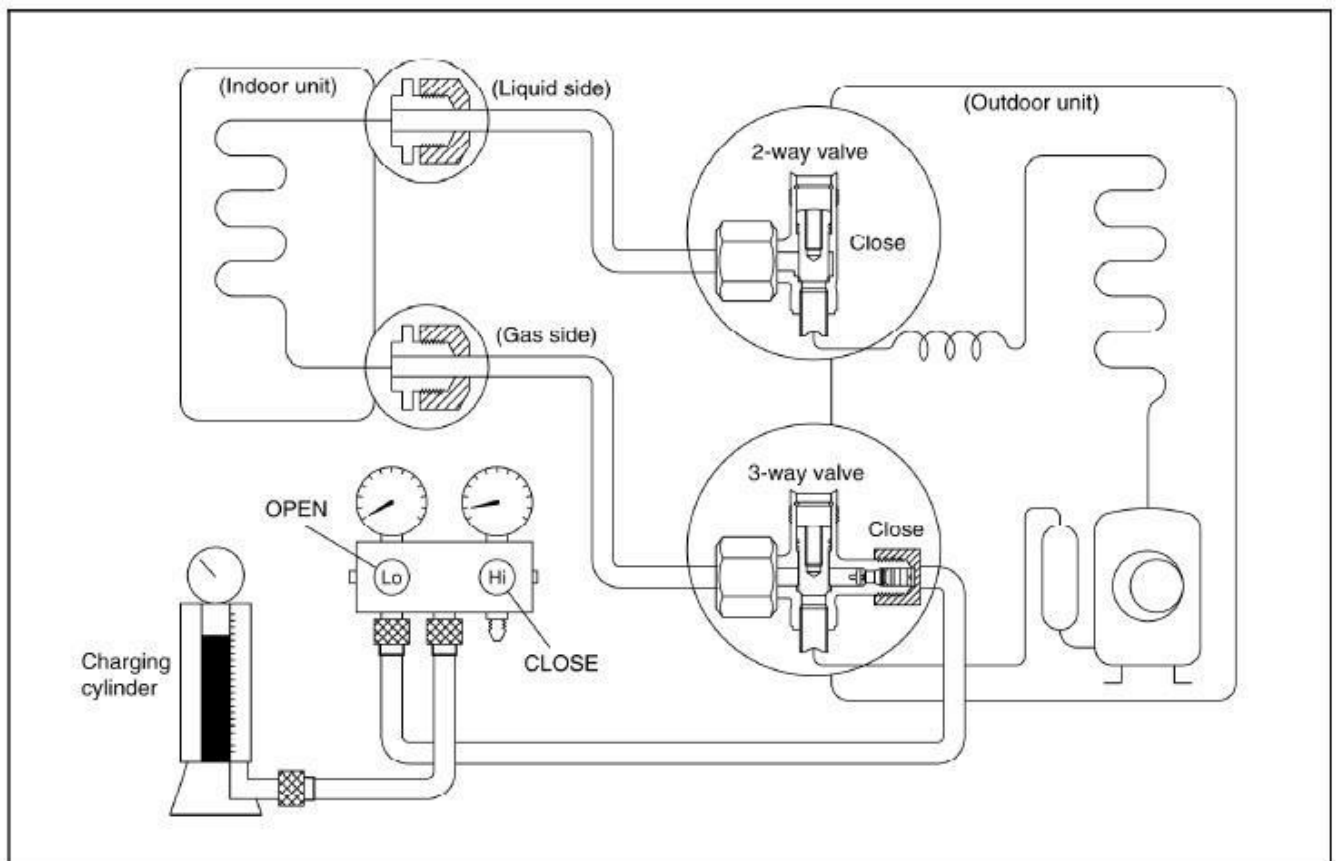 (Indoor unit)
(Liquid side)
(Outdoor unit)
2-way valve
Close
(Gas side)
3-way valve
Close
OPEN
Lo
Hi
CLOSE
Charging
cylinder